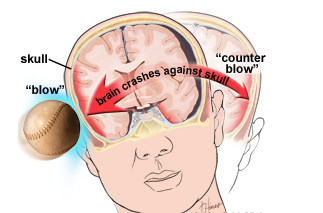 skull
"blow"
brain crashes against skull
"counter
blow"